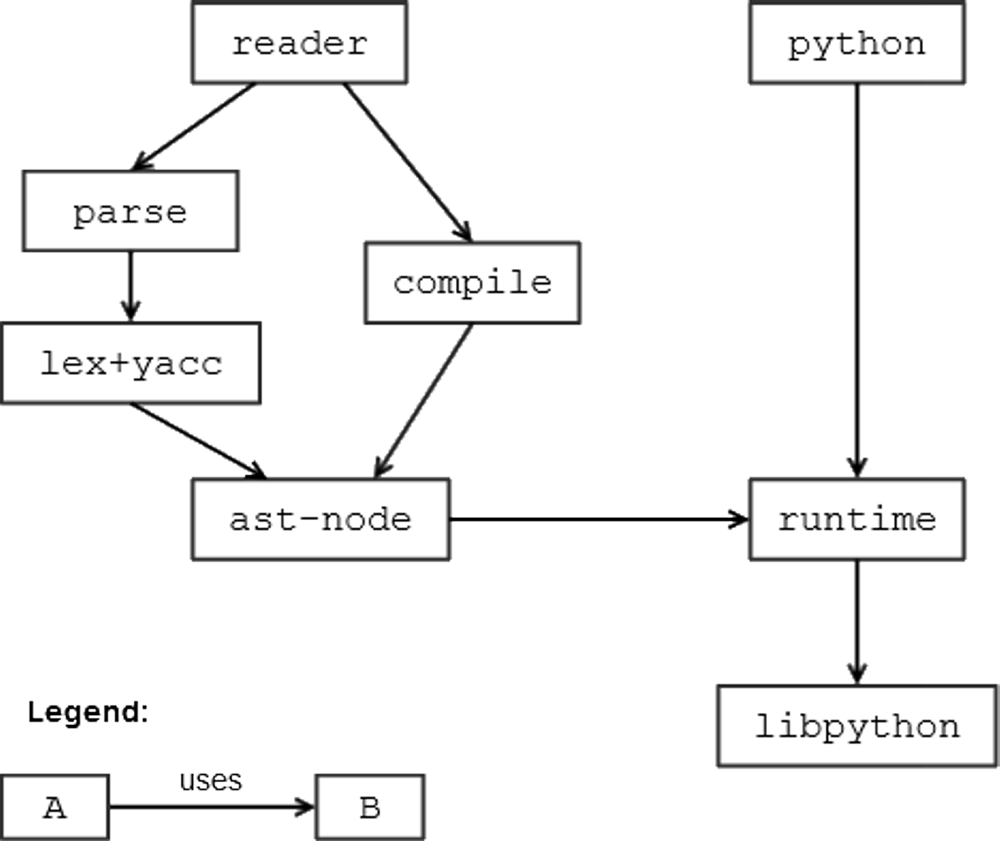 reader
python
parse
compile
lex+yacc
ast-node
runtime
libpython
Legend:
uses
A
B